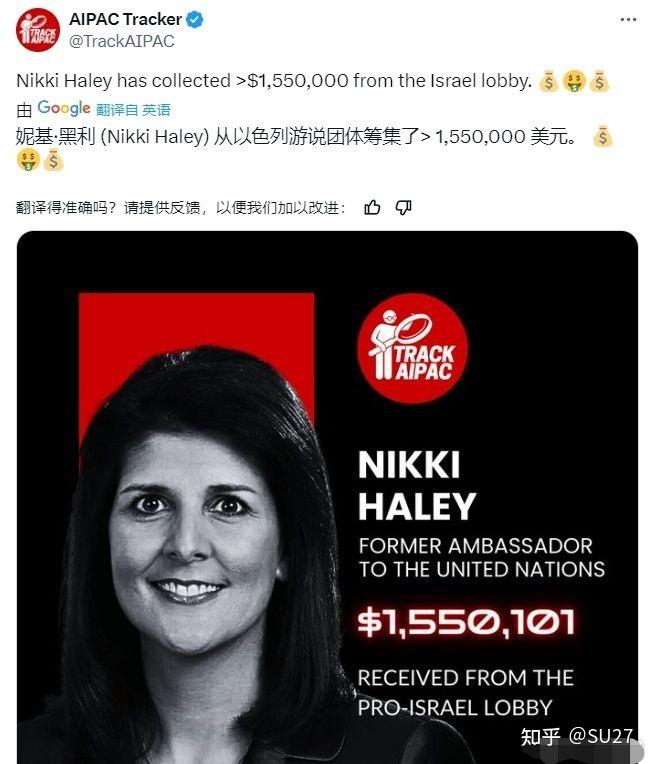 AIPAC Tracker
@TrackAIPAC
Nikki Haley has collected >$1,550,000 from the Israel lobby. 💰🤑💰
由 Google 翻译自 英语
妮基·黑利 (Nikki Haley) 从以色列游说团体筹集了> 1,550,000 美元。 💰
🤑💰
翻译得准确吗？请提供反馈，以便我们加以改进：
TRACK
AIPAC
TRACK
AIPAC
NIKKI
HALEY
FORMER AMBASSADOR
TO THE UNITED NATIONS
$1,550,101
RECEIVED FROM THE
PRO-ISRAEL LOBBY
知乎 @SU27